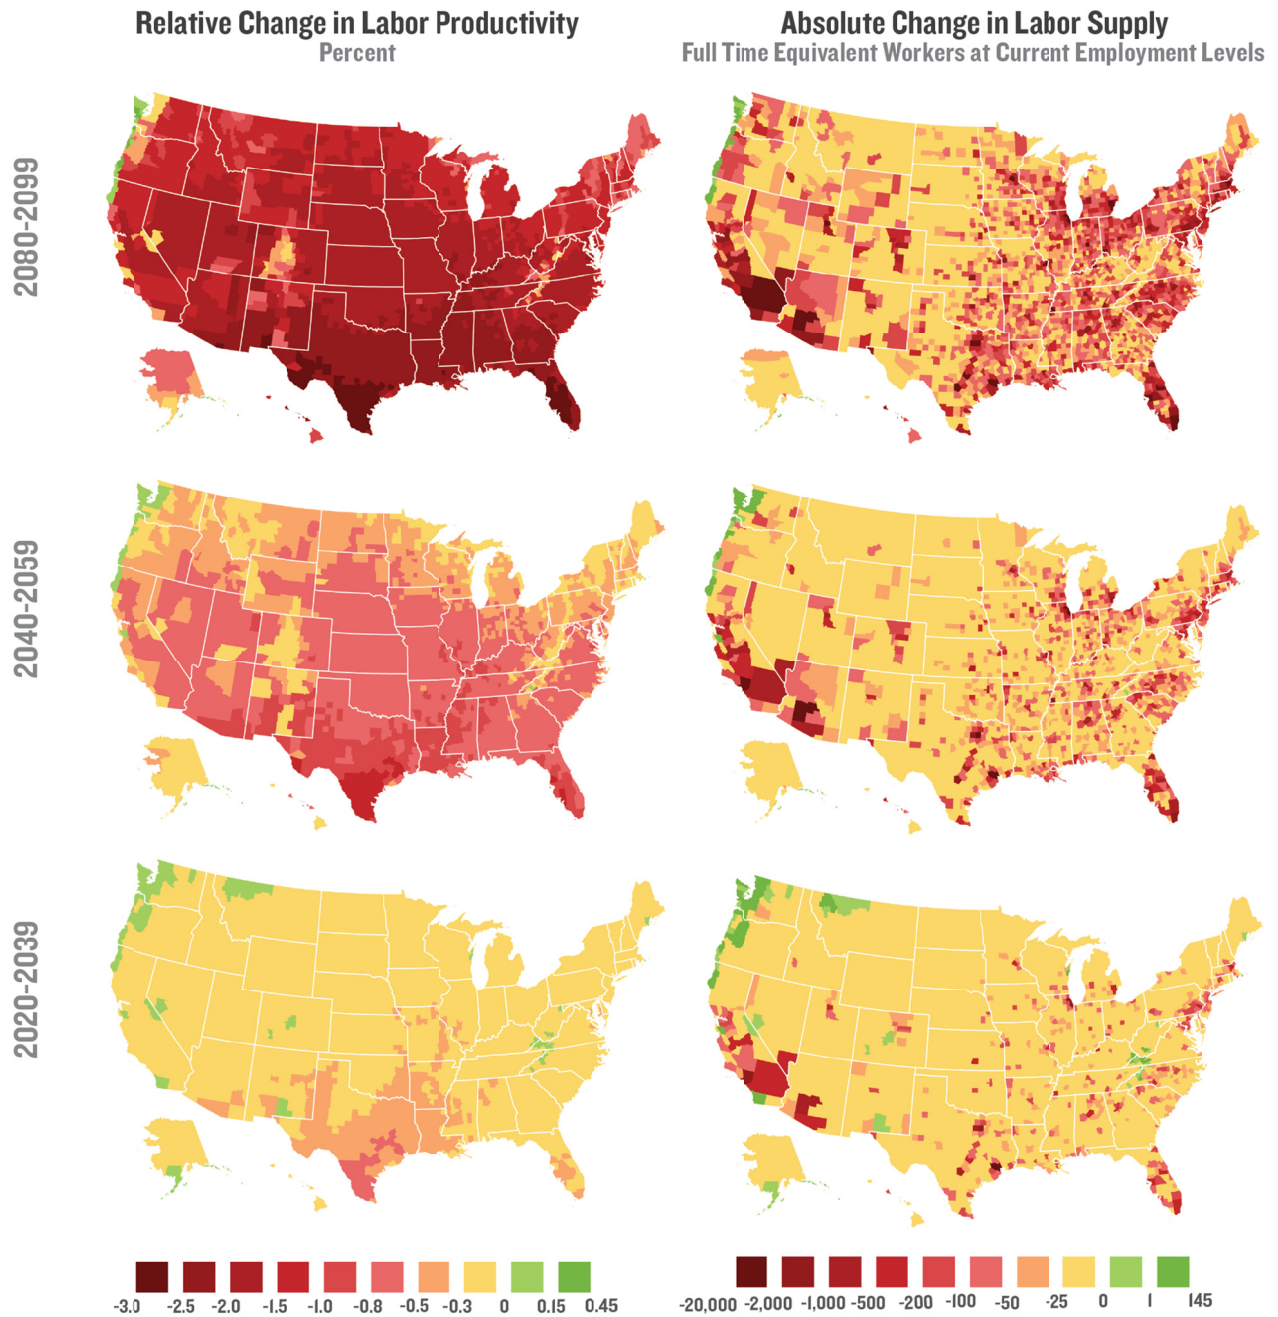 Relative Change in Labor Productivity
Percent
Absolute Change in Labor Supply
Full Time Equivalent Workers at Current Employment Levels
2080-2099
2040-2059
2020-2039
-3.0 -2.5 -2.0 -1.5 -1.0 -0.8 -0.5 -0.3 0 0.15 0.45
-20,000 -2,000 -1,000 -500 -200 -100 -50 -25 0 1 145